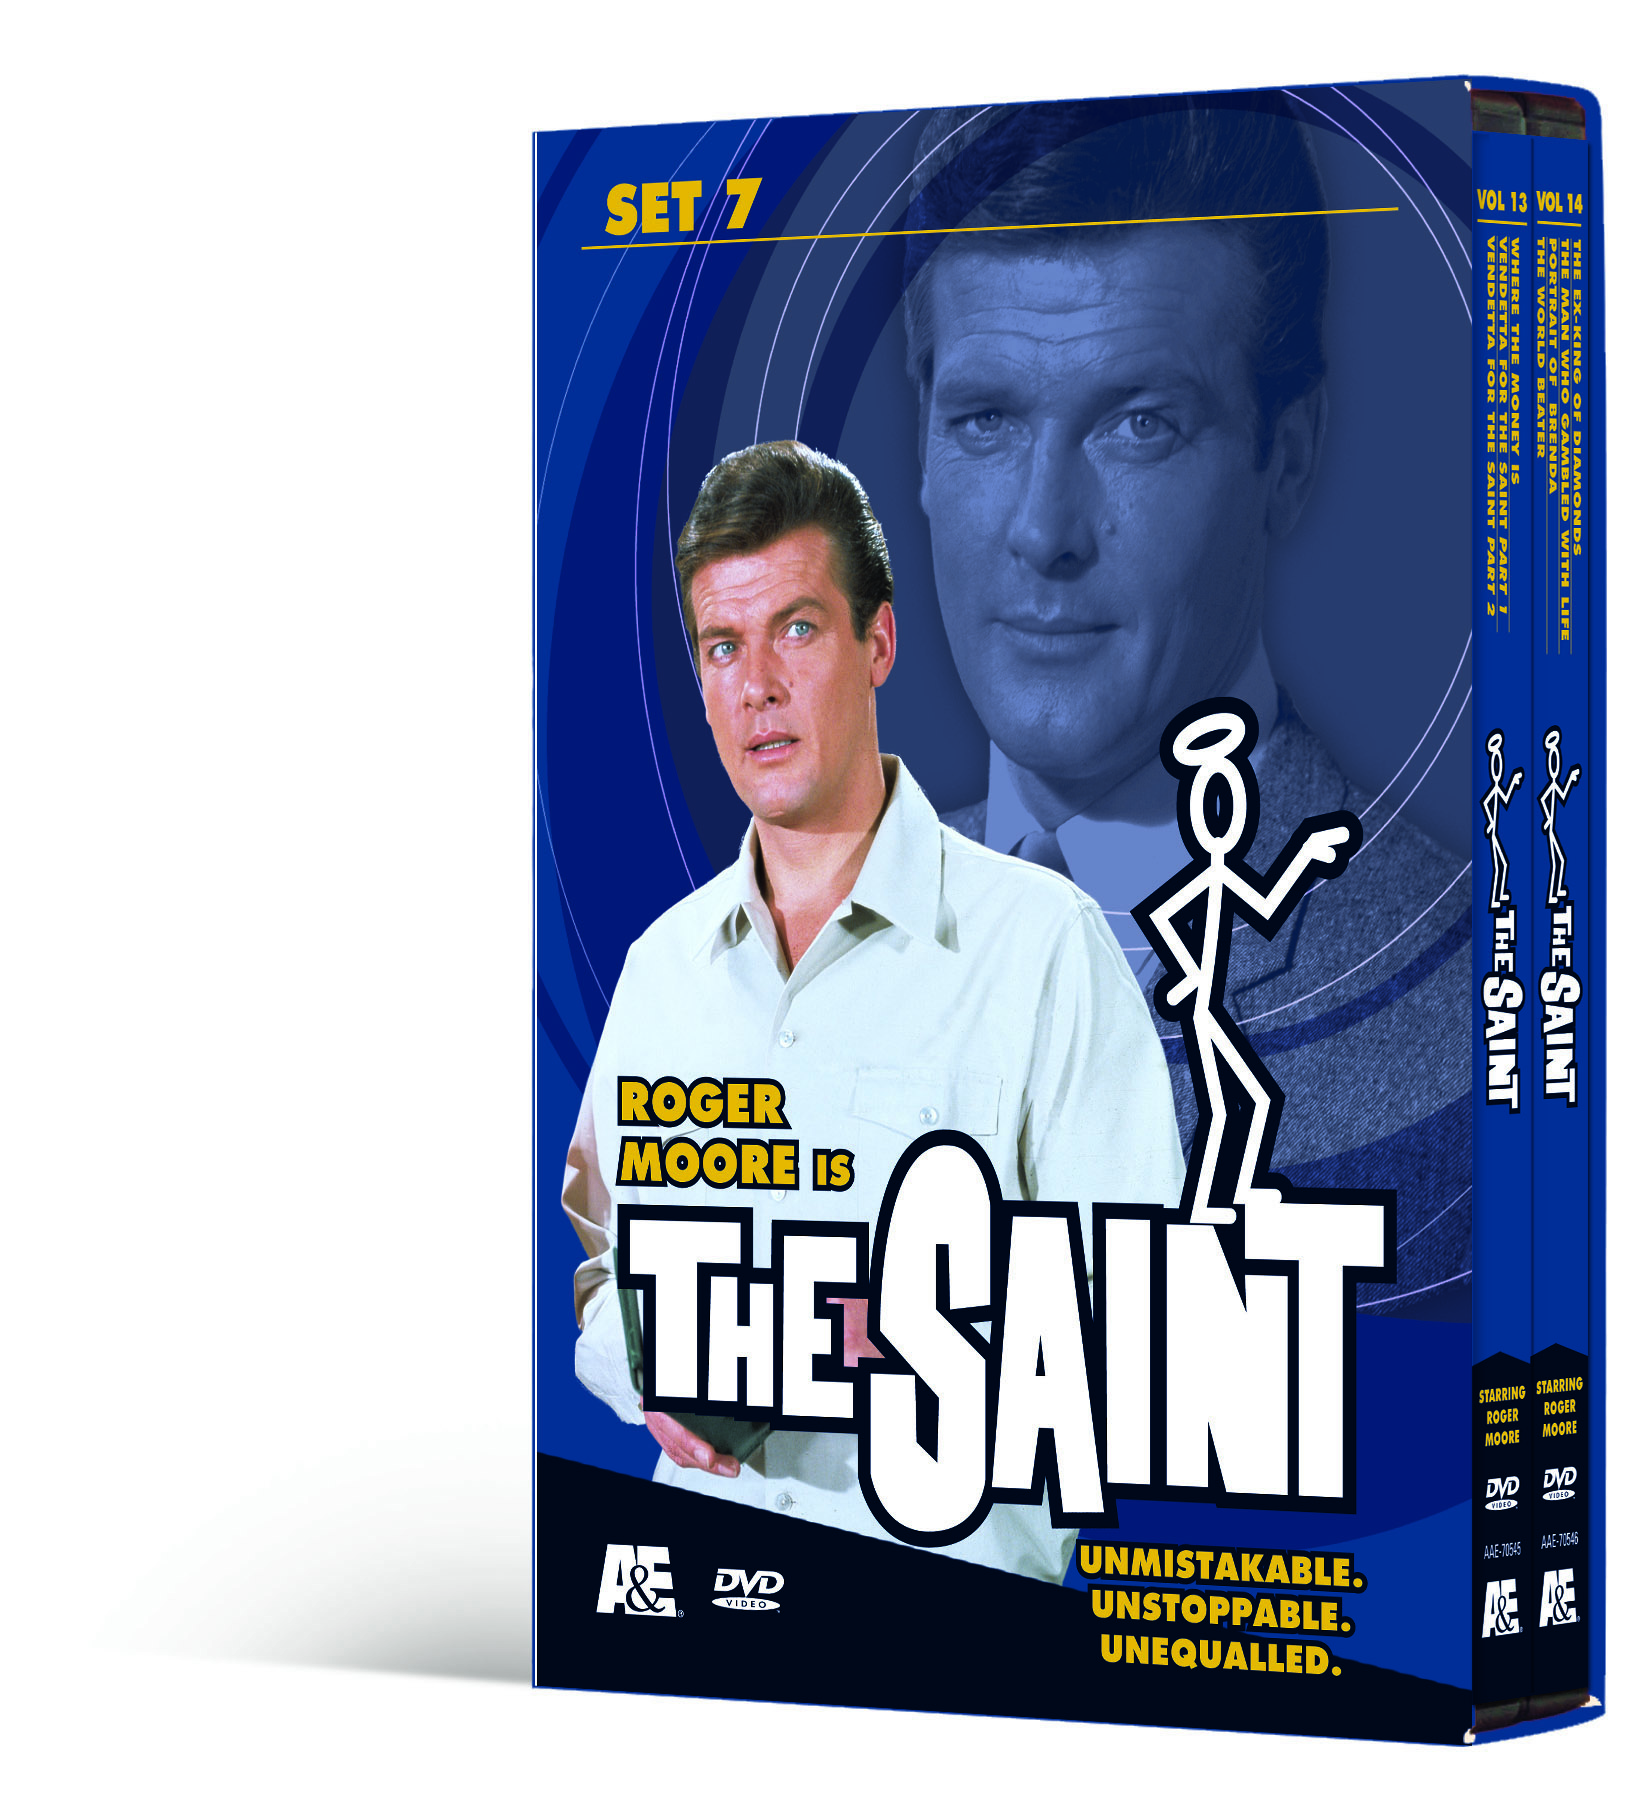 SET 7
ROGER
MOORE IS
THE SAINT
A&E
DVD
VIDEO
UNMISTAKABLE.
UNSTOPPABLE.
UNEQUALLED.
VOL 13
WHERE THE MONEY IS
VENDETTA FOR THE SAINT PART 1
VENDETTA FOR THE SAINT PART 2
THE SAINT
STARRING
ROGER
MOORE
DVD
VIDEO
AAE-70545
A&E
VOL 14
THE EX-KING OF DIAMONDS
THE MAN WHO GAMBLED WITH LIFE
PORTRAIT OF BRENDA
THE WORLD BEATER
THE SAINT
STARRING
ROGER
MOORE
DVD
VIDEO
AAE-70546
A&E